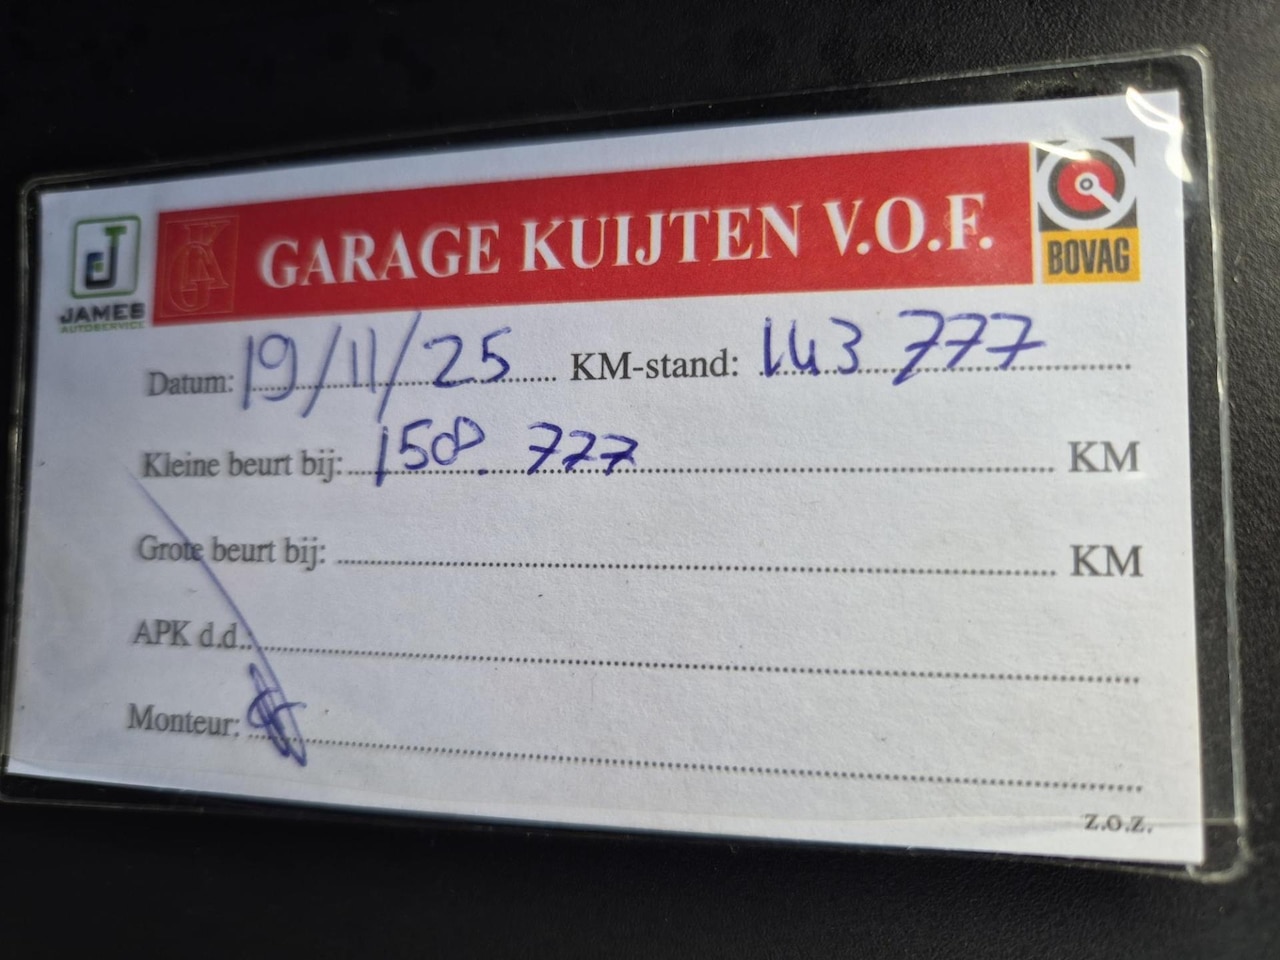 JAMES
AUTOSERVICE
GARAGE KUIJTEN V.O.F.
BOVAG
Datum: 19/11/25 KM-stand: 143 777
Kleine beurt bij: 158.777 KM
Grote beurt bij: KM
APK d.d.:
Monteur:
z.o.z.